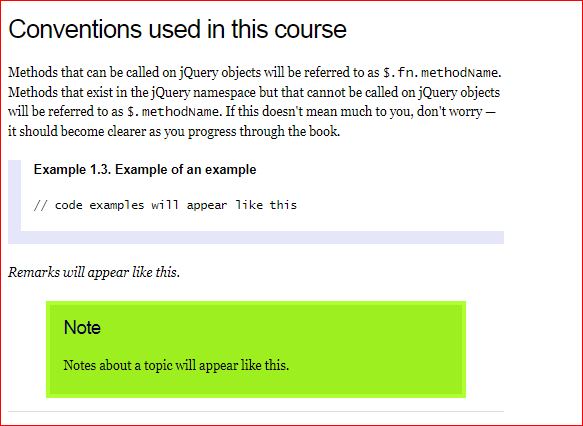 Conventions used in this course
Methods that can be called on jQuery objects will be referred to as $.fn.methodName.
Methods that exist in the jQuery namespace but that cannot be called on jQuery objects
will be referred to as $.methodName. If this doesn't mean much to you, don't worry —
it should become clearer as you progress through the book.
Example 1.3. Example of an example
// code examples will appear like this
Remarks will appear like this.
Note
Notes about a topic will appear like this.